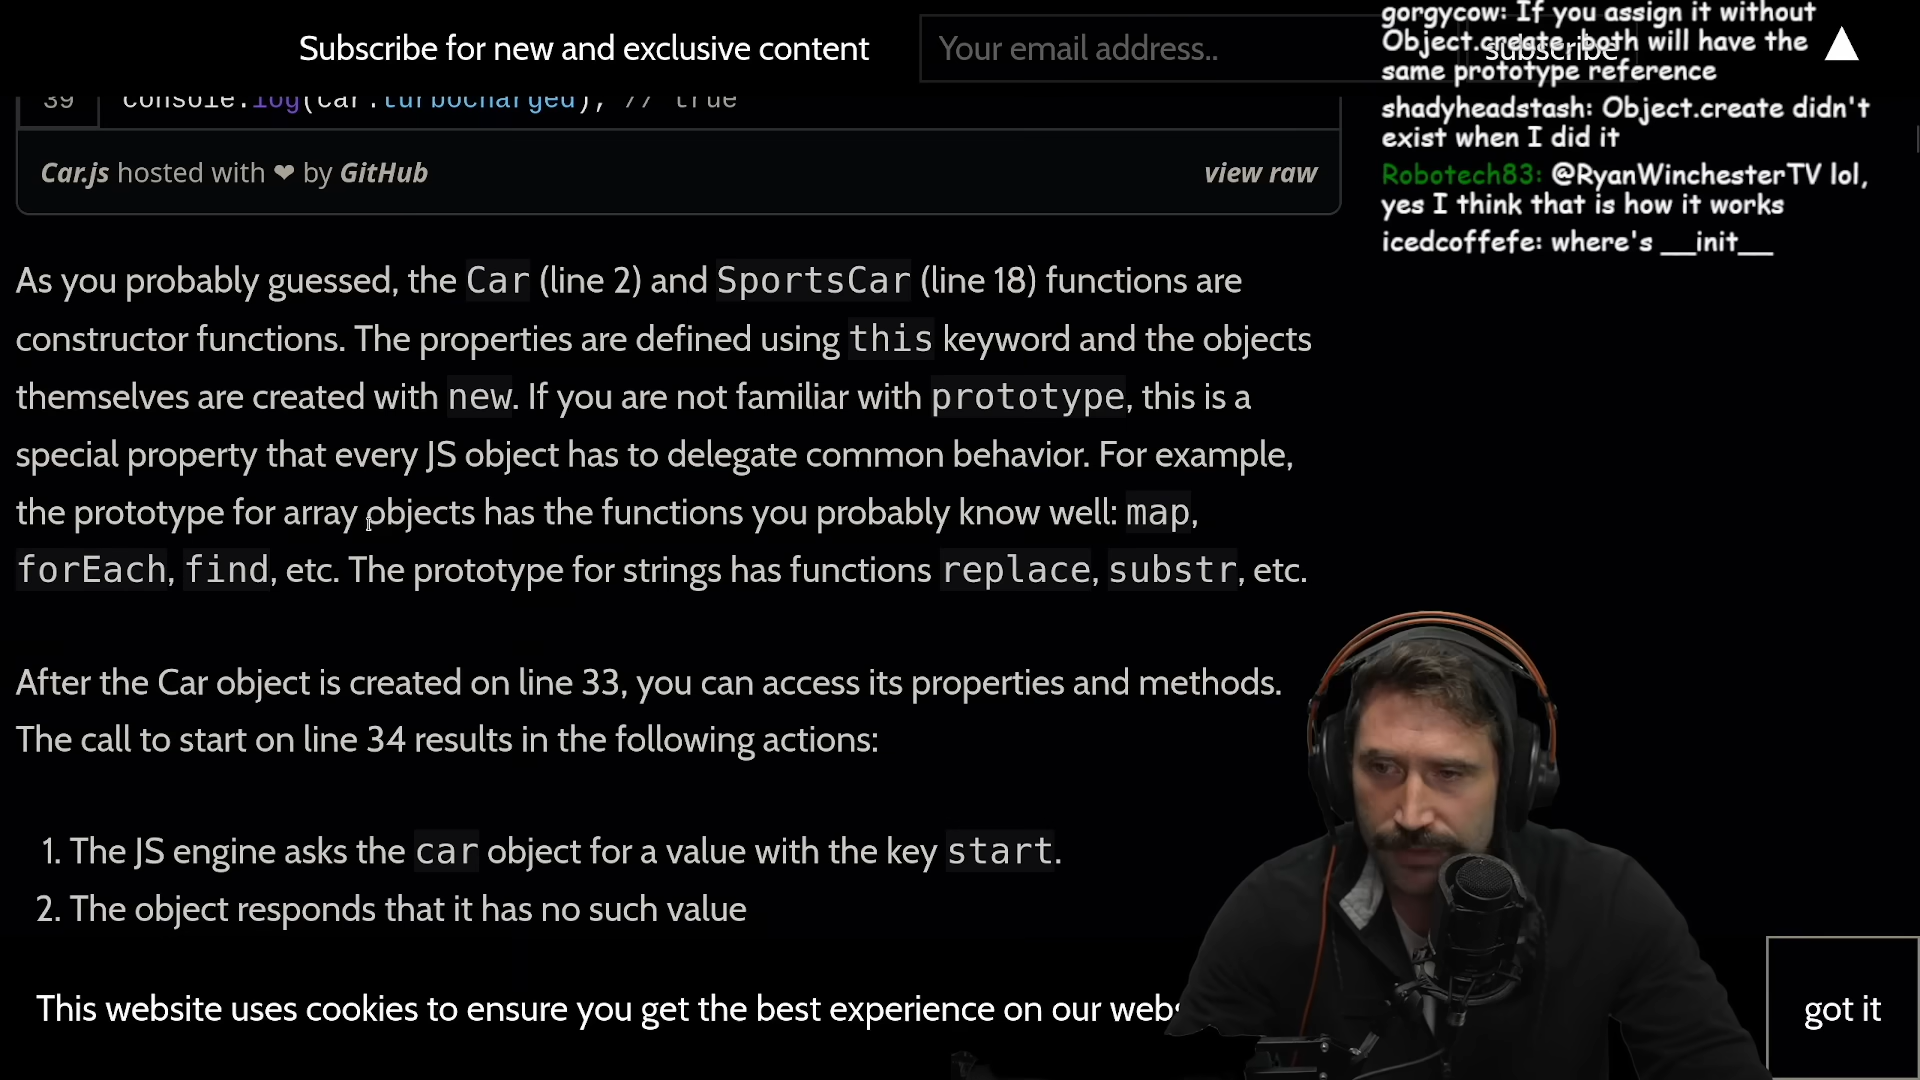 Subscribe for new and exclusive content
Your email address..
subscribe
▲
39 console.log(car.turbocharged); // true
Car.js hosted with ❤ by GitHub
view raw
As you probably guessed, the Car (line 2) and SportsCar (line 18) functions are
constructor functions. The properties are defined using this keyword and the objects
themselves are created with new. If you are not familiar with prototype, this is a
special property that every JS object has to delegate common behavior. For example,
the prototype for array objects has the functions you probably know well: map,
forEach, find, etc. The prototype for strings has functions replace, substr, etc.
After the Car object is created on line 33, you can access its properties and methods.
The call to start on line 34 results in the following actions:
1. The JS engine asks the car object for a value with the key start.
2. The object responds that it has no such value
This website uses cookies to ensure you get the best experience on our
got it
gorgycow: If you assign it without
Object.create, both will have the
same prototype reference
shadyheadstash: Object.create didn't
exist when I did it
Robotech83: @RyanWinchesterTV lol,
yes I think that is how it works
icedcoffefe: where's __init__